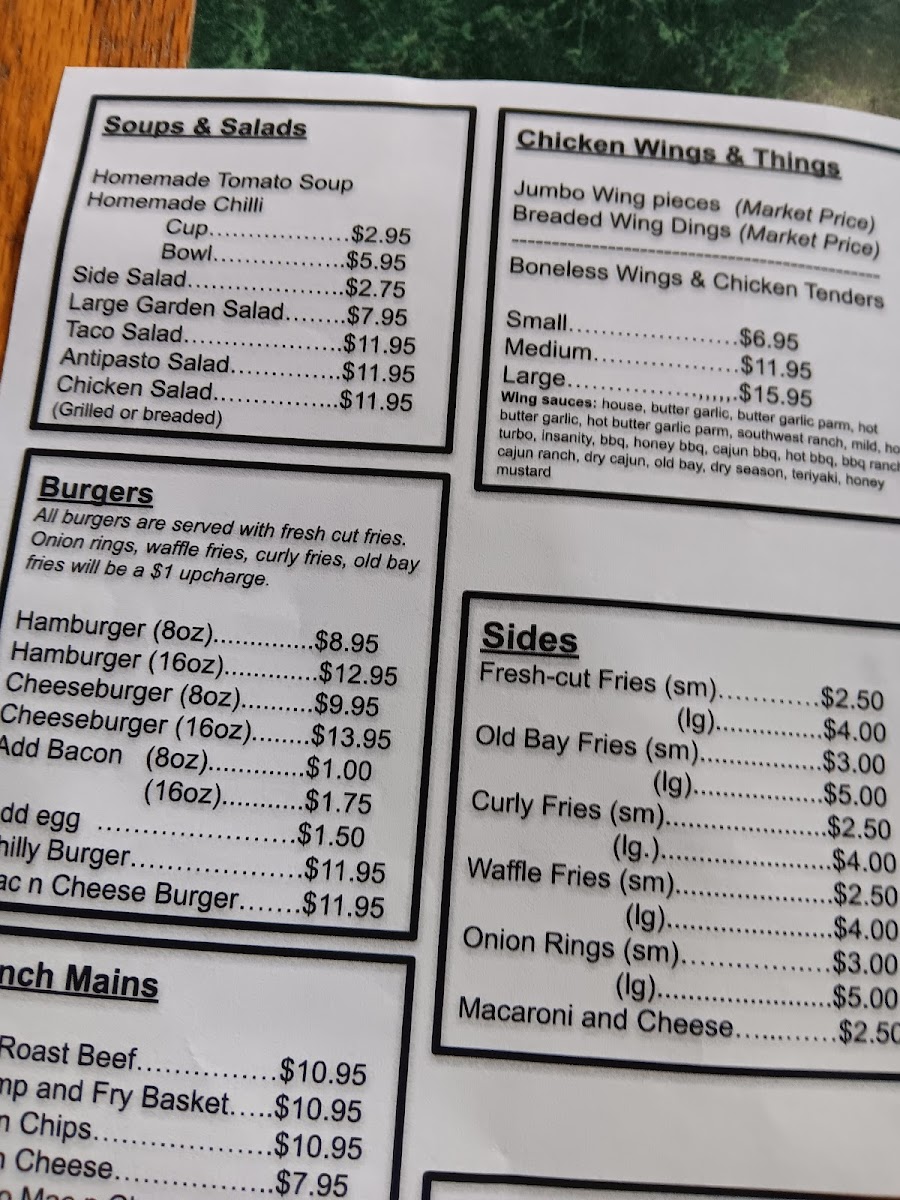 Soups & Salads
Homemade Tomato Soup
Homemade Chilli
Cup...................$2.95
Bowl..................$5.95
Side Salad.....................$2.75
Large Garden Salad........$7.95
Taco Salad.....................$11.95
Antipasto Salad...............$11.95
Chicken Salad.................$11.95
(Grilled or breaded)
Chicken Wings & Things
Jumbo Wing pieces (Market Price)
Breaded Wing Dings (Market Price)
Boneless Wings & Chicken Tenders
Small.......................$6.95
Medium....................$11.95
Large.......................$15.95
Wing sauces: house, butter garlic, butter garlic parm, hot
butter garlic, hot butter garlic parm, southwest ranch, mild,
turbo, insanity, bbq, honey bbq, cajun bbq, hot bbq, bbq
cajun ranch, dry cajun, old bay, dry season, teriyaki, honey
mustard
Burgers
All burgers are served with fresh cut fries.
Onion rings, waffle fries, curly fries, old bay
fries will be a $1 upcharge.
Hamburger (8oz).............$8.95
Hamburger (16oz)............$12.95
Cheeseburger (8oz)..........$9.95
Cheeseburger (16oz)........$13.95
Add Bacon (8oz).............$1.00
(16oz)...........$1.75
egg .......................$1.50
Burger......................$11.95
n Cheese Burger.......$11.95
Sides
Fresh-cut Fries (sm)............$2.50
(lg)..............$4.00
Old Bay Fries (sm)................$3.00
(lg).................$5.00
Curly Fries (sm)....................$2.50
(lg.)......................$4.00
Waffle Fries (sm)....................$2.50
(lg).......................$4.00
Onion Rings (sm)...................$3.00
(lg).......................$5.00
Macaroni and Cheese.............$2.50
Mains
Roast Beef..................$10.95
and Fry Basket.....$10.95
Chips.......................$10.95
Cheese.....................$7.95